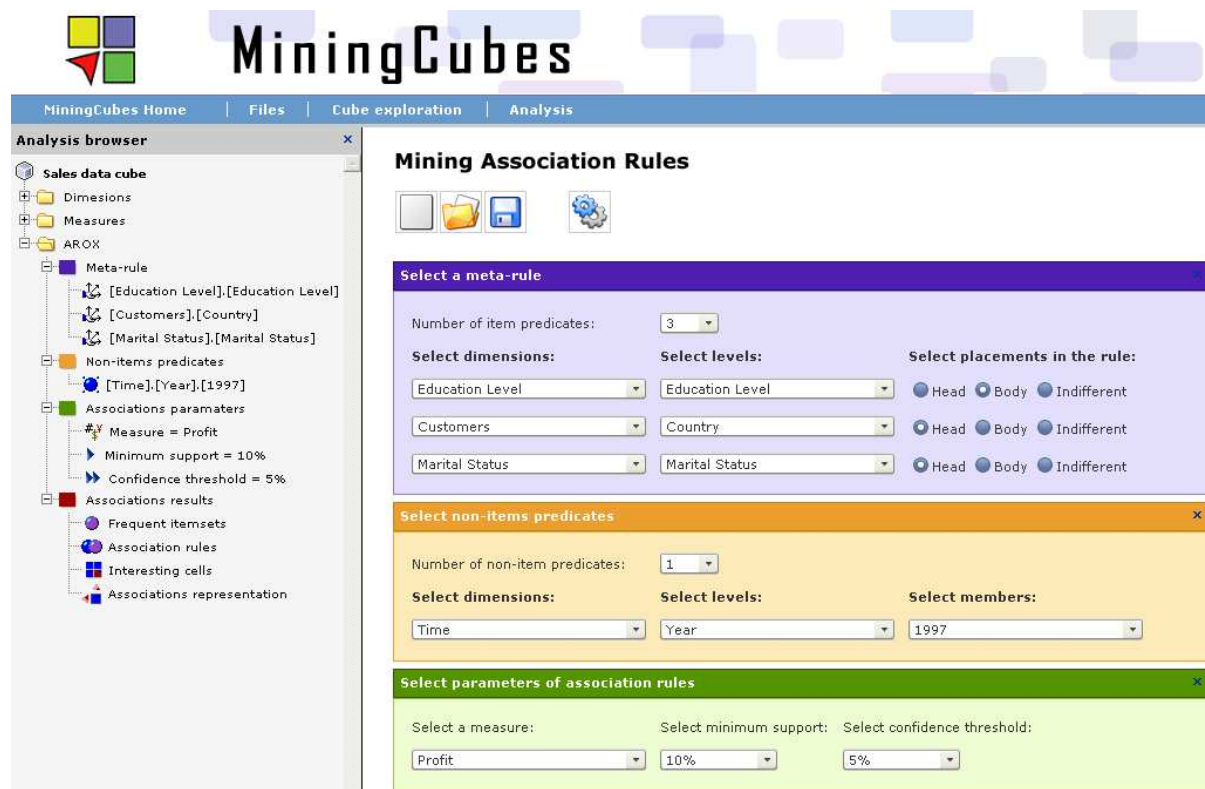 MiningCubes
MiningCubes Home | Files | Cube exploration | Analysis
Analysis browser ×
Sales data cube
Dimesions
Measures
AROX
Meta-rule
[Education Level].[Education Level]
[Customers].[Country]
[Marital Status].[Marital Status]
Non-items predicates
[Time].[Year].[1997]
Associations paramaters
Measure = Profit
Minimum support = 10%
Confidence threshold = 5%
Associations results
Frequent itemsets
Association rules
Interesting cells
Associations representation
Mining Association Rules
Select a meta-rule ×
Number of item predicates: 3
Select dimensions: Select levels: Select placements in the rule:
Education Level Education Level Head Body Indifferent
Customers Country Head Body Indifferent
Marital Status Marital Status Head Body Indifferent
Select non-items predicates ×
Number of non-item predicates: 1
Select dimensions: Select levels: Select members:
Time Year 1997
Select parameters of association rules ×
Select a measure: Select minimum support: Select confidence threshold:
Profit 10% 5%